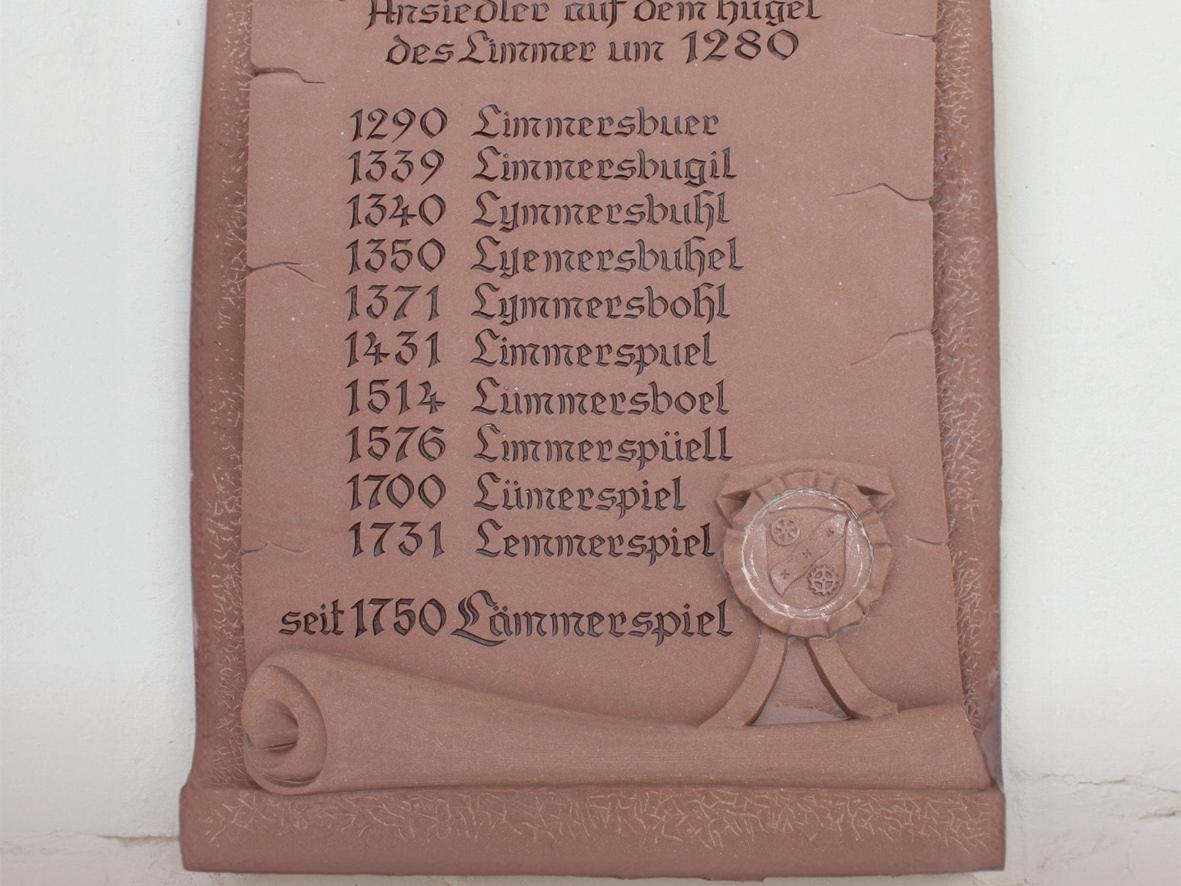 Ansiedler auf dem Hügel
des Limmer um 1280
1290 Limmersbuer
1339 Limmersbugil
1340 Lymmersbuhl
1350 Lyemersbuhel
1371 Lymmersbohl
1431 Limmerspuel
1514 Lümmersboel
1576 Limmerspüell
1700 Lümerspiel
1731 Lemmerspiel
seit 1750 Lämmerspiel